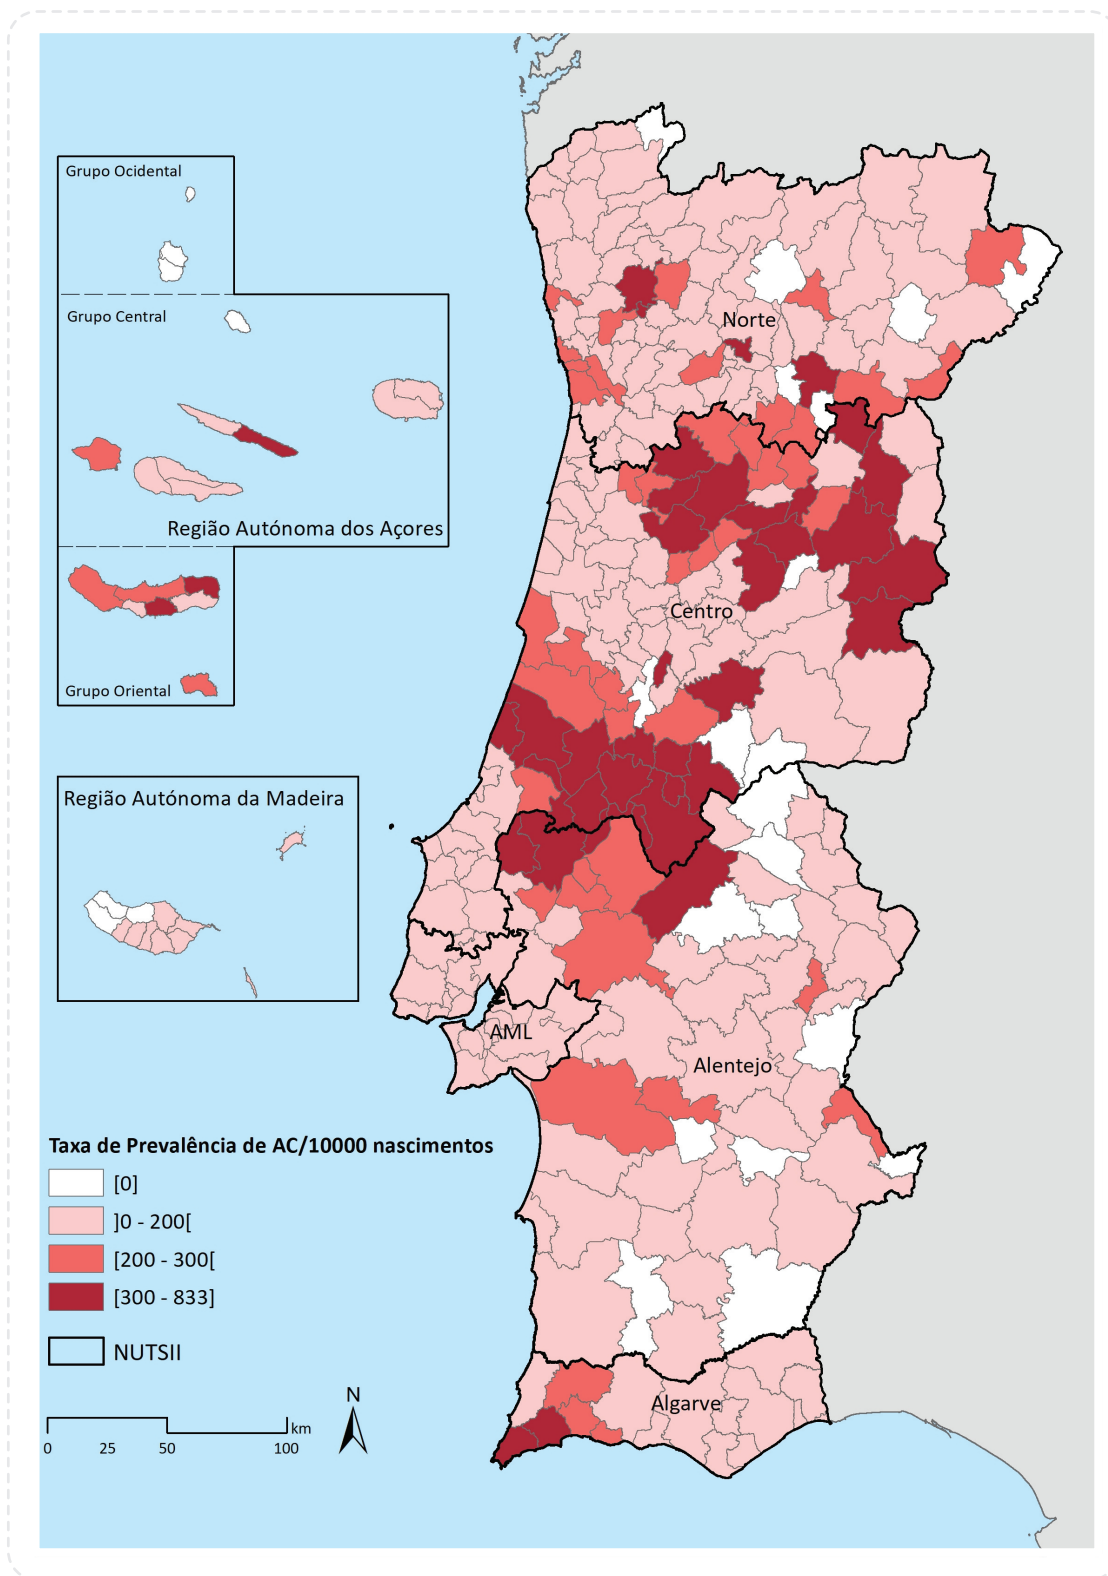 Grupo Ocidental
Grupo Central
Região Autónoma dos Açores
Grupo Oriental
Região Autónoma da Madeira
Norte
Centro
AML
Alentejo
Algarve
Taxa de Prevalência de AC/10000 nascimentos
[0]
]0 - 200[
[200 - 300[
[300 - 833]
NUTSII
N
km
0 25 50 100